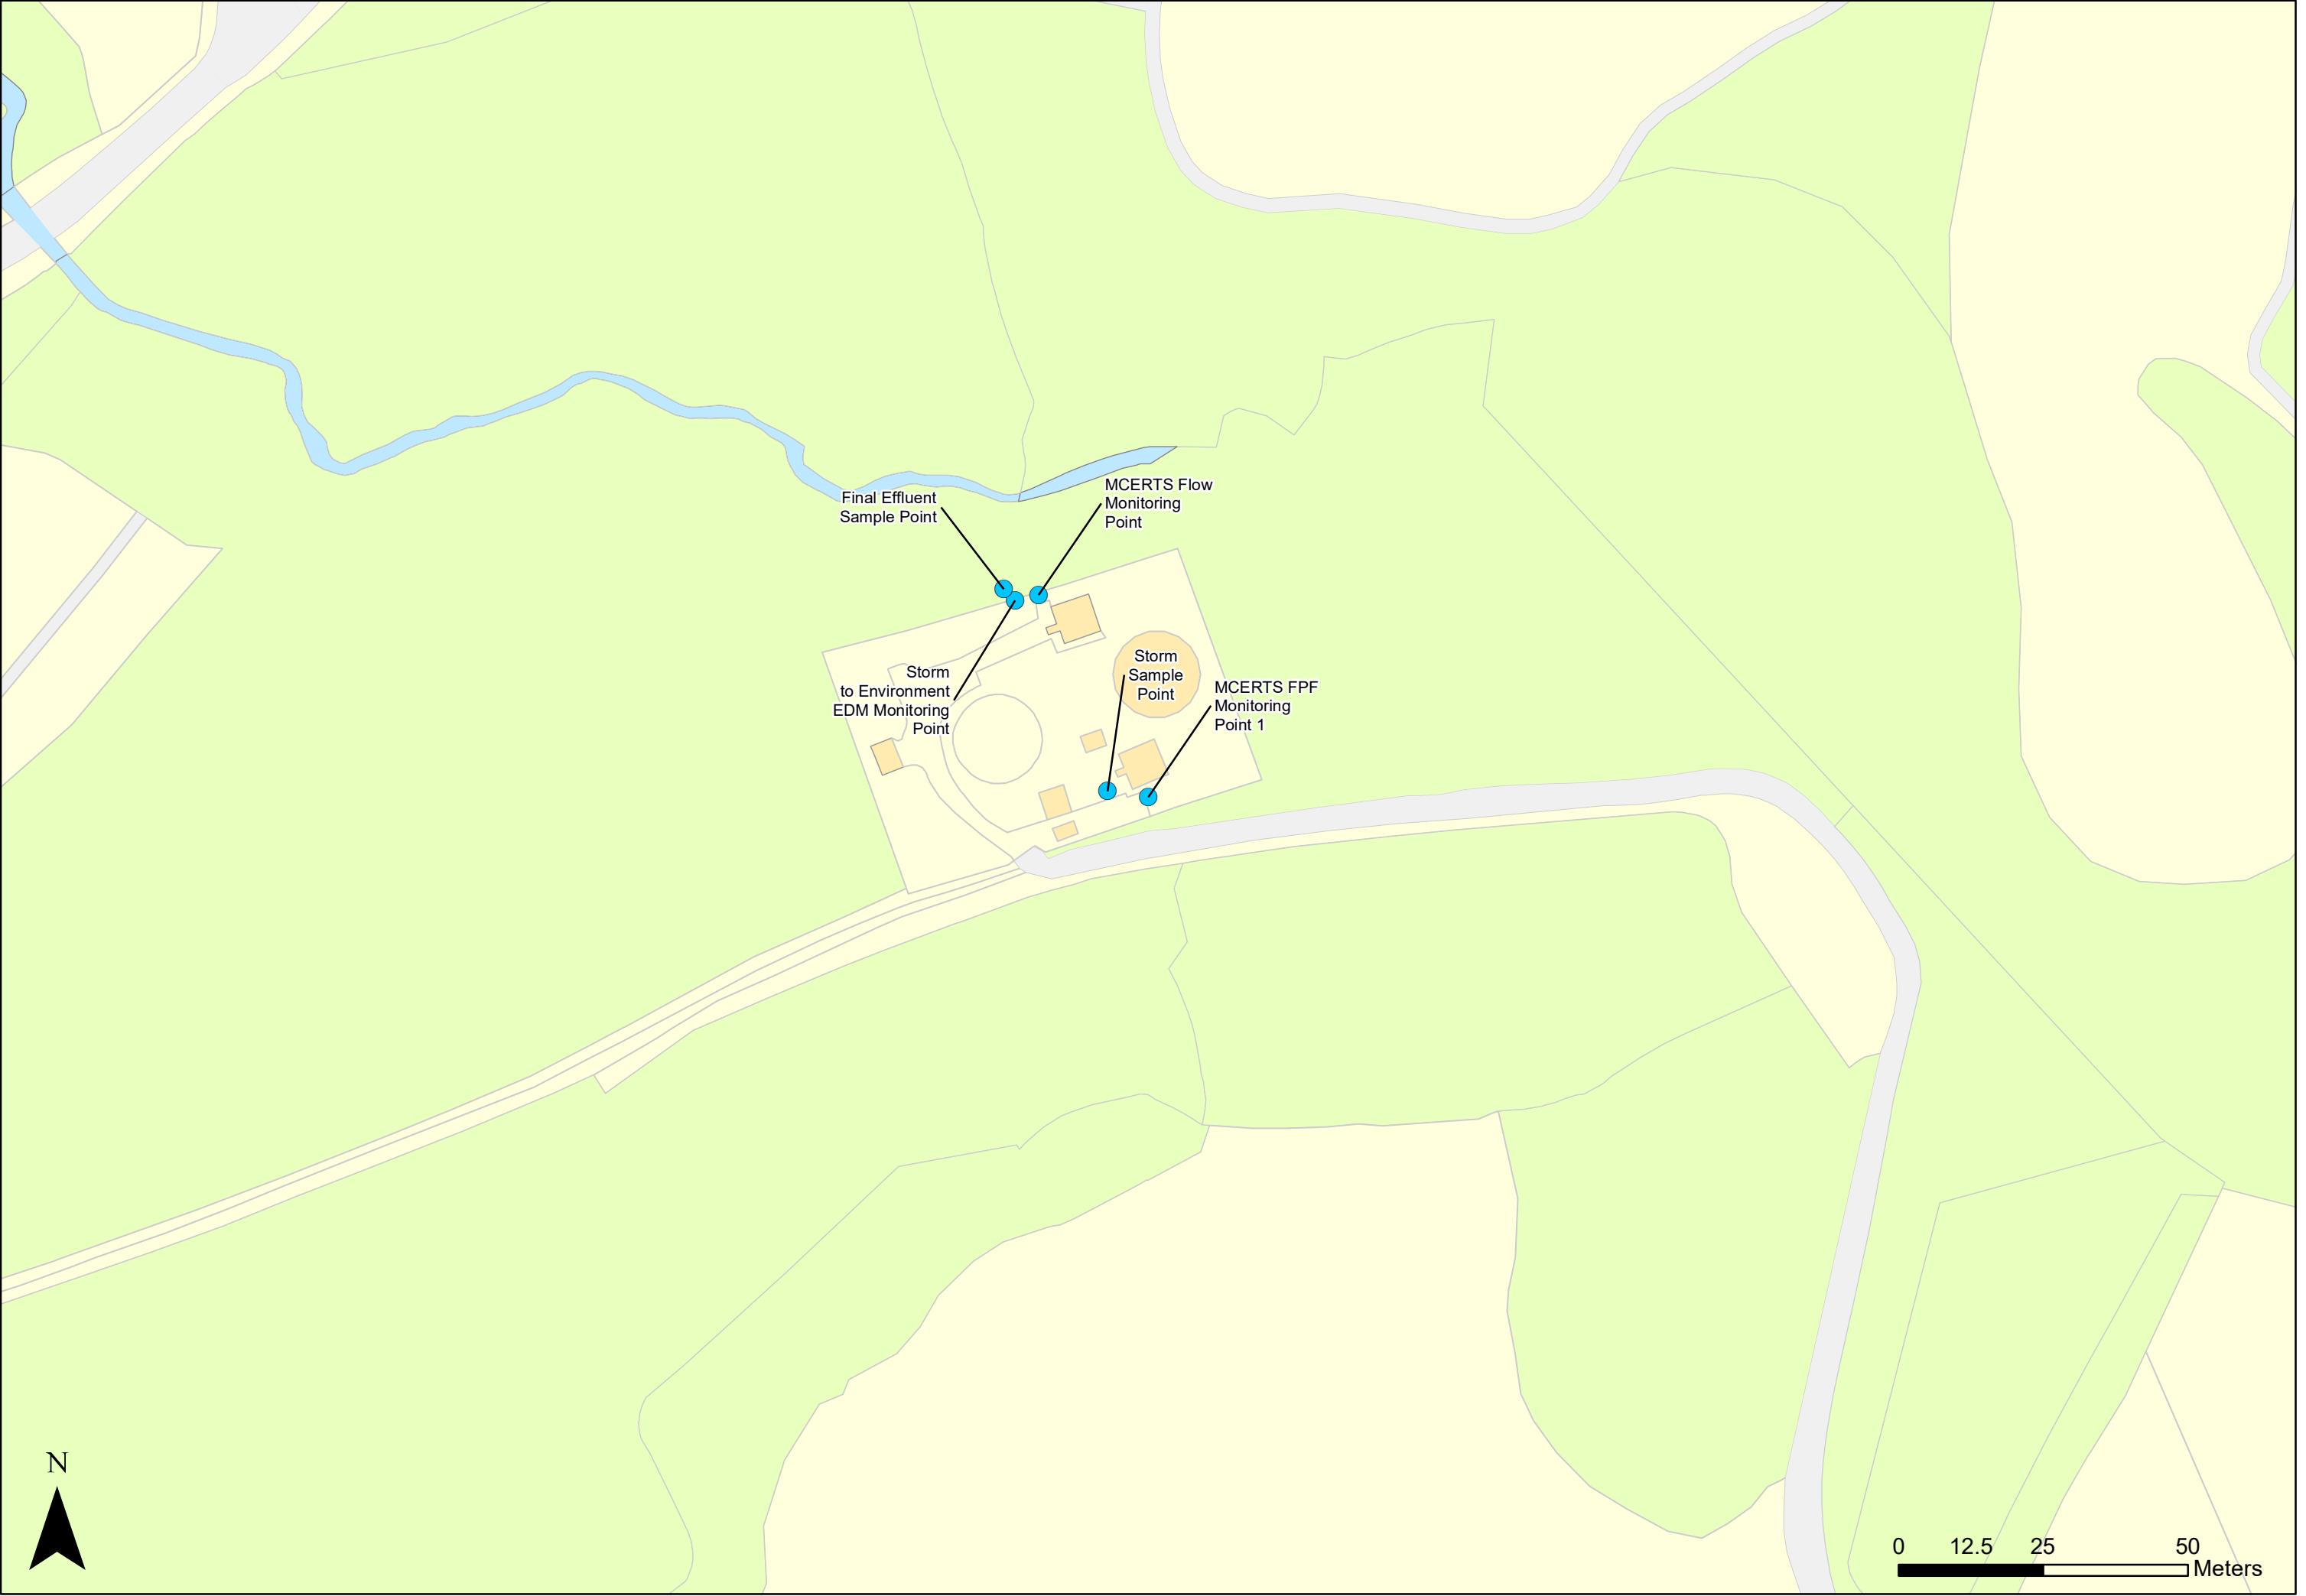 Final Effluent
Sample Point
MCERTS Flow
Monitoring
Point
Storm
to Environment
EDM Monitoring
Point
Storm
Sample
Point
MCERTS FPF
Monitoring
Point 1
N
0 12.5 25 50
Meters